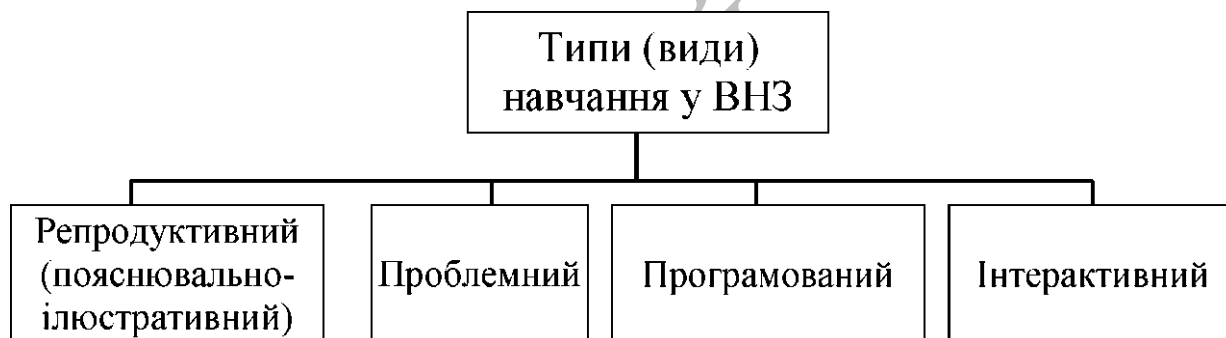 Типи (види)
навчання у ВНЗ
Репродуктивний
(пояснювально-
ілюстративний)
Проблемний
Програмований
Інтерактивний